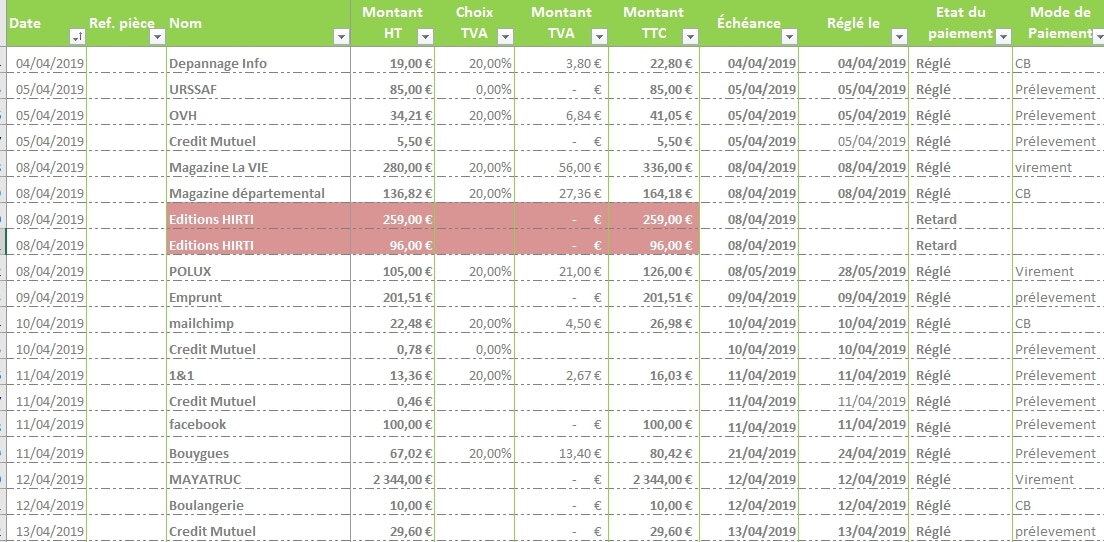 Date Ref. pièce Nom Montant HT Choix TVA Montant TVA Montant TTC Échéance Réglé le Etat du paiement Mode de Paiement
04/04/2019 Depannage Info 19,00 € 20,00% 3,80 € 22,80 € 04/04/2019 04/04/2019 Réglé CB
05/04/2019 URSSAF 85,00 € 0,00% - € 85,00 € 05/04/2019 05/04/2019 Réglé Prélevement
05/04/2019 OVH 34,21 € 20,00% 6,84 € 41,05 € 05/04/2019 05/04/2019 Réglé Prélevement
05/04/2019 Credit Mutuel 5,50 € - € 5,50 € 05/04/2019 05/04/2019 Réglé Prélevement
08/04/2019 Magazine La VIE 280,00 € 20,00% 56,00 € 336,00 € 08/04/2019 08/04/2019 Réglé virement
08/04/2019 Magazine départemental 136,82 € 20,00% 27,36 € 164,18 € 08/04/2019 08/04/2019 Réglé CB
08/04/2019 Editions HIRTI 259,00 € - € 259,00 € 08/04/2019 Retard
08/04/2019 Editions HIRTI 96,00 € - € 96,00 € 08/04/2019 Retard
08/04/2019 POLUX 105,00 € 20,00% 21,00 € 126,00 € 08/05/2019 28/05/2019 Réglé Virement
09/04/2019 Emprunt 201,51 € - € 201,51 € 09/04/2019 09/04/2019 Réglé prélevement
10/04/2019 mailchimp 22,48 € 20,00% 4,50 € 26,98 € 10/04/2019 10/04/2019 Réglé CB
10/04/2019 Credit Mutuel 0,78 € 0,00% 10/04/2019 10/04/2019 Réglé Prélevement
11/04/2019 1&1 13,36 € 20,00% 2,67 € 16,03 € 11/04/2019 11/04/2019 Réglé Prélevement
11/04/2019 Credit Mutuel 0,46 € 11/04/2019 11/04/2019 Réglé Prélevement
11/04/2019 facebook 100,00 € - € 100,00 € 11/04/2019 11/04/2019 Réglé Prélevement
11/04/2019 Bouygues 67,02 € 20,00% 13,40 € 80,42 € 21/04/2019 24/04/2019 Réglé Prélevement
12/04/2019 MAYATRUC 2 344,00 € - € 2 344,00 € 12/04/2019 12/04/2019 Réglé Virement
12/04/2019 Boulangerie 10,00 € - € 10,00 € 12/04/2019 12/04/2019 Réglé CB
13/04/2019 Credit Mutuel 29,60 € - € 29,60 € 13/04/2019 13/04/2019 Réglé prélevement